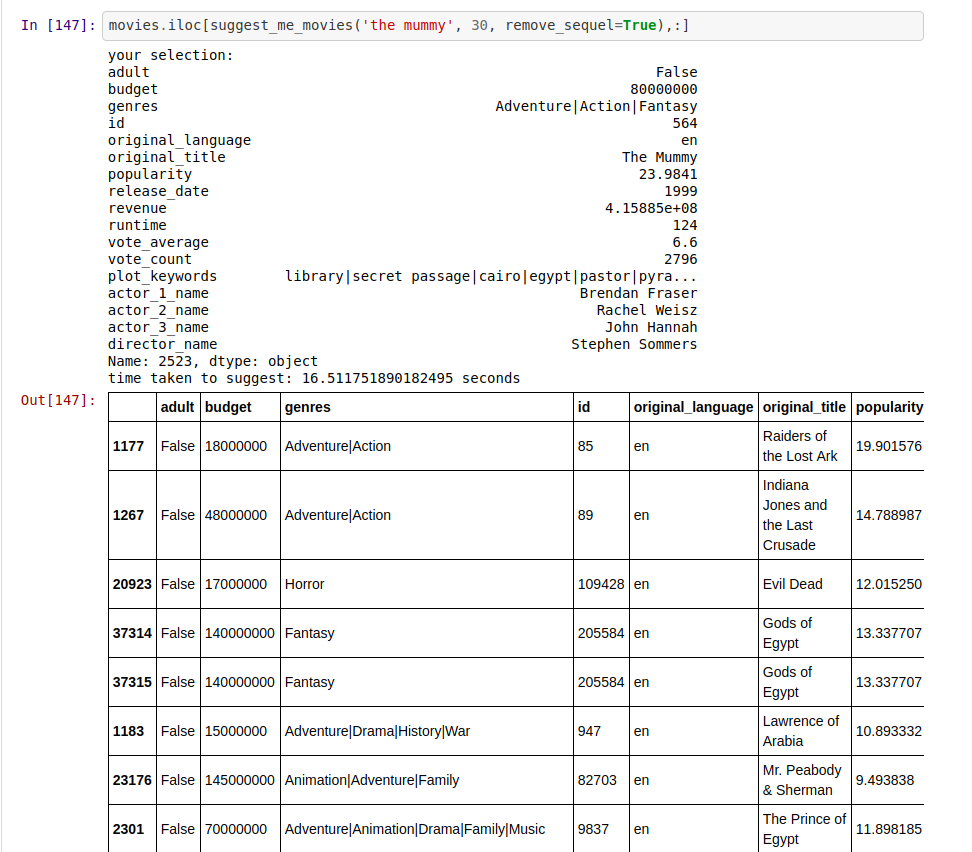 In [147]: movies.iloc[suggest_me_movies('the mummy', 30, remove_sequel=True),:]
your selection:
adult False
budget 80000000
genres Adventure|Action|Fantasy
id 564
original_language en
original_title The Mummy
popularity 23.9841
release_date 1999
revenue 4.15885e+08
runtime 124
vote_average 6.6
vote_count 2796
plot_keywords library|secret passage|cairo|egypt|pastor|pyra...
actor_1_name Brendan Fraser
actor_2_name Rachel Weisz
actor_3_name John Hannah
director_name Stephen Sommers
Name: 2523, dtype: object
time taken to suggest: 16.511751890182495 seconds
Out[147]:
adult budget genres id original_language original_title popularity
1177 False 18000000 Adventure|Action 85 en Raiders of the Lost Ark 19.901576
1267 False 48000000 Adventure|Action 89 en Indiana Jones and the Last Crusade 14.788987
20923 False 17000000 Horror 109428 en Evil Dead 12.015250
37314 False 140000000 Fantasy 205584 en Gods of Egypt 13.337707
37315 False 140000000 Fantasy 205584 en Gods of Egypt 13.337707
1183 False 15000000 Adventure|Drama|History|War 947 en Lawrence of Arabia 10.893332
23176 False 145000000 Animation|Adventure|Family 82703 en Mr. Peabody & Sherman 9.493838
2301 False 70000000 Adventure|Animation|Drama|Family|Music 9837 en The Prince of Egypt 11.898185